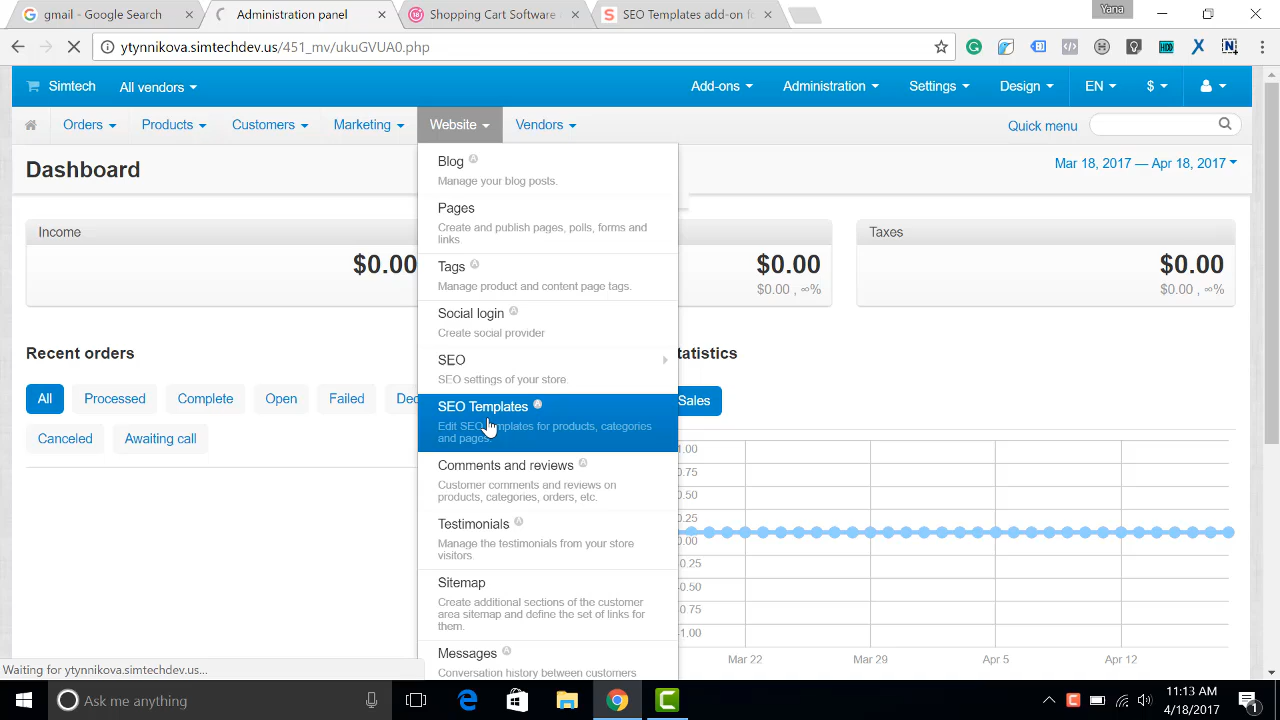 gmail - Google Search
Administration panel
Shopping Cart Software
SEO Templates add-on fo
Yana
ytynnikova.simtechdev.us/451_mv/ukuGVUA0.php
Simtech
All vendors
Add-ons
Administration
Settings
Design
EN
$
Orders
Products
Customers
Marketing
Website
Vendors
Quick menu
Dashboard
Mar 18, 2017 — Apr 18, 2017
Blog
Manage your blog posts.
Pages
Create and publish pages, polls, forms and
links
Tags
Manage product and content page tags.
Social login
Create social provider
SEO
SEO settings of your store.
SEO Templates
Edit SEO templates for products, categories
and pages.
Comments and reviews
Customer comments and reviews on
products, categories, orders, etc.
Testimonials
Manage the testimonials from your store
visitors
Sitemap
Create additional sections of the customer
area sitemap and define the set of links for
them.
Messages
Conversation history between customers
Income
$0.00
$0.00
$0.00 , ∞%
Taxes
$0.00
$0.00 , ∞%
Recent orders
All
Processed
Complete
Open
Failed
Dec
Canceled
Awaiting call
tatistics
Sales
1.00
0.75
0.50
0.25
0.00
0.25
0.50
0.75
1.00
Mar 22
Mar 29
Apr 5
Apr 12
Waiting for ytynnikova.simtechdev.us...
Ask me anything
11:13 AM
4/18/2017